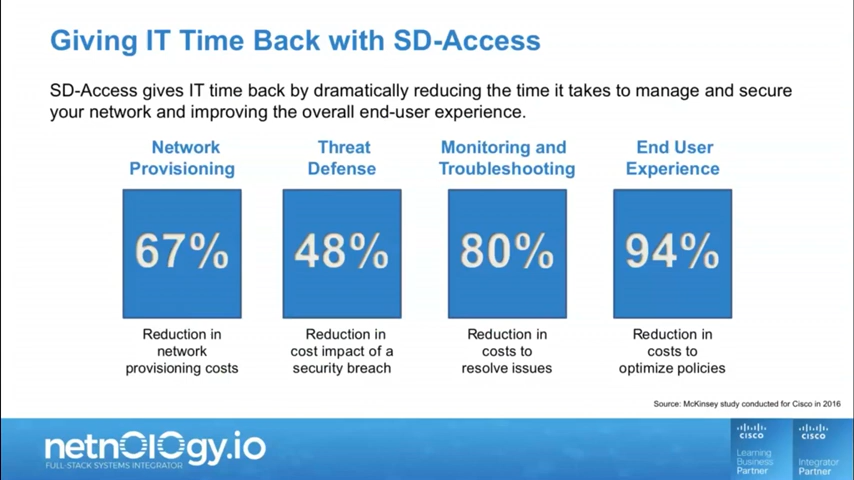 Giving IT Time Back with SD-Access
SD-Access gives IT time back by dramatically reducing the time it takes to manage and secure
your network and improving the overall end-user experience.
Network
Provisioning
67%
Reduction in
network
provisioning costs
Threat
Defense
48%
Reduction in
cost impact of a
security breach
Monitoring and
Troubleshooting
80%
Reduction in
costs to
resolve issues
End User
Experience
94%
Reduction in
costs to
optimize policies
Source: McKinsey study conducted for Cisco in 2016
netnology.io
FULL-STACK SYSTEMS INTEGRATOR
CISCO
Learning
Business
Partner
CISCO
Integrator
Partner